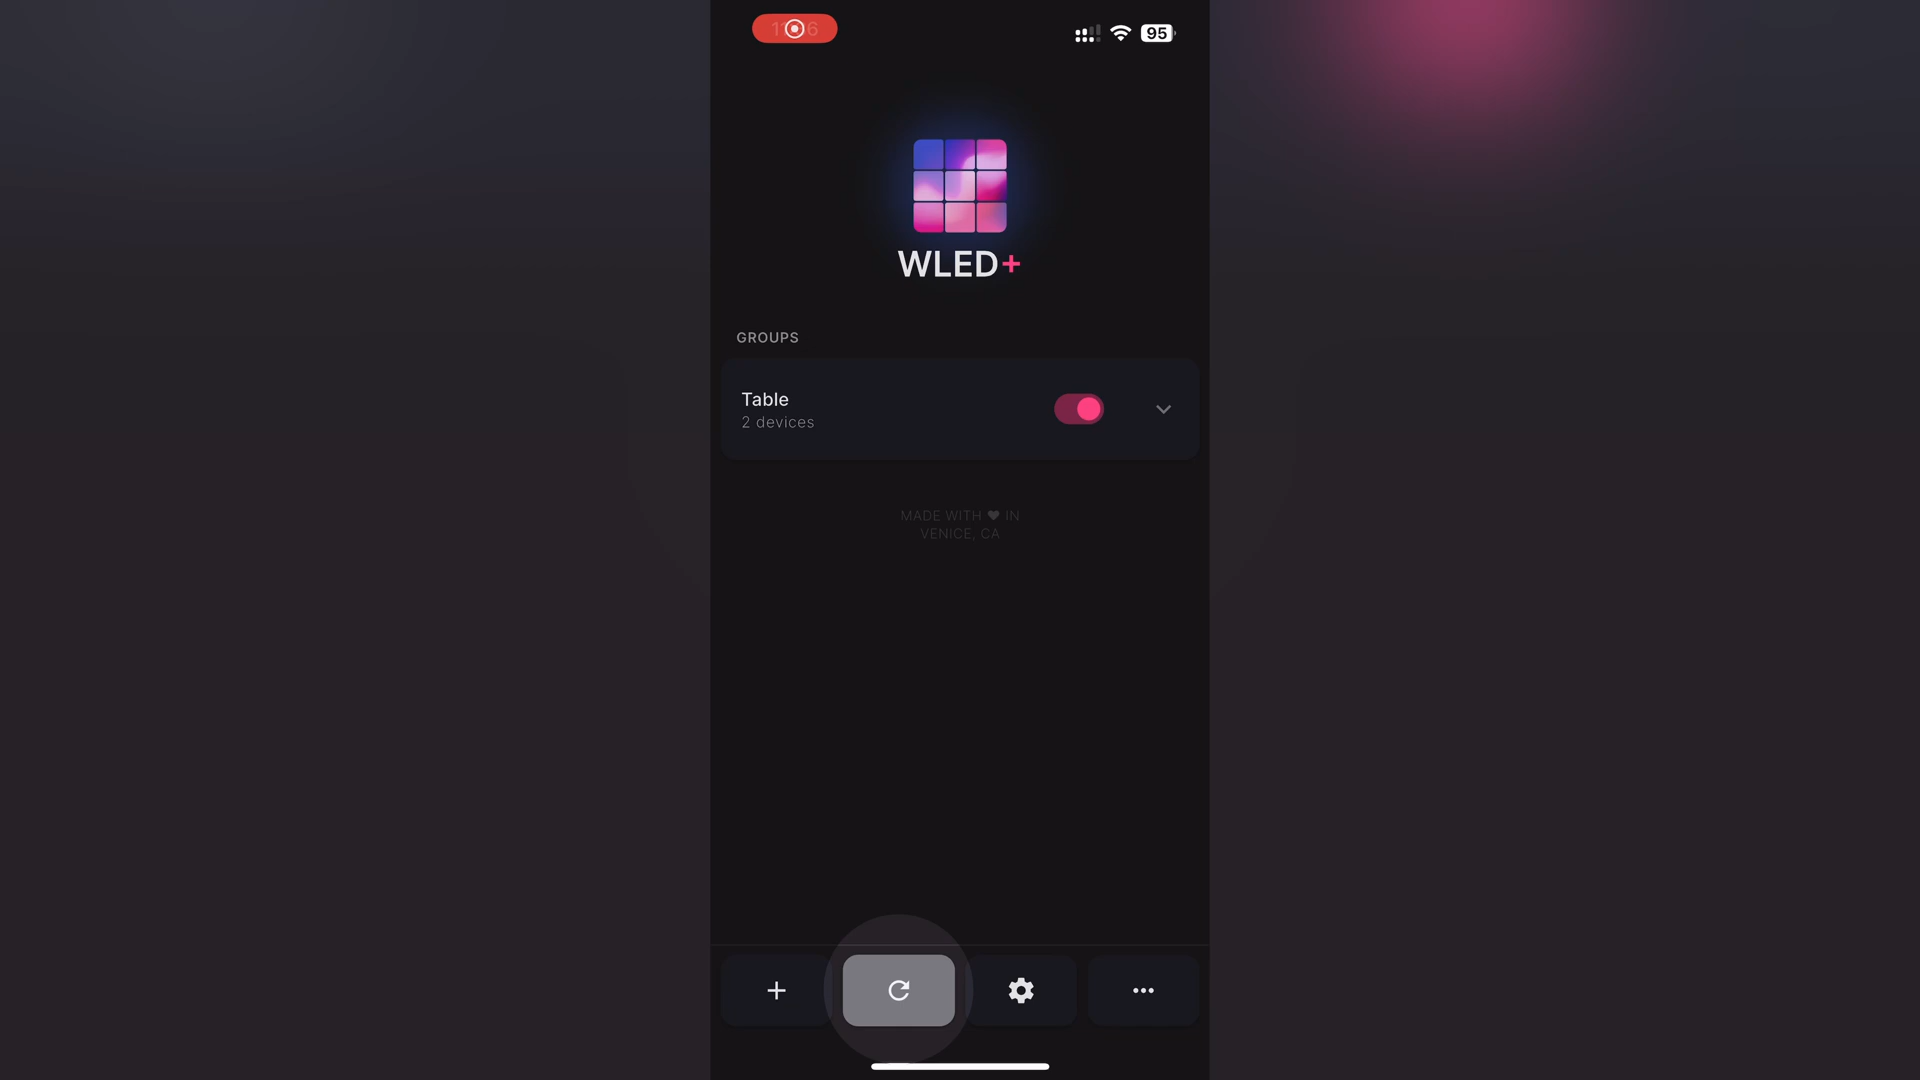 95
WLED+
GROUPS
Table
2 devices
MADE WITH ♥ IN
VENICE, CA